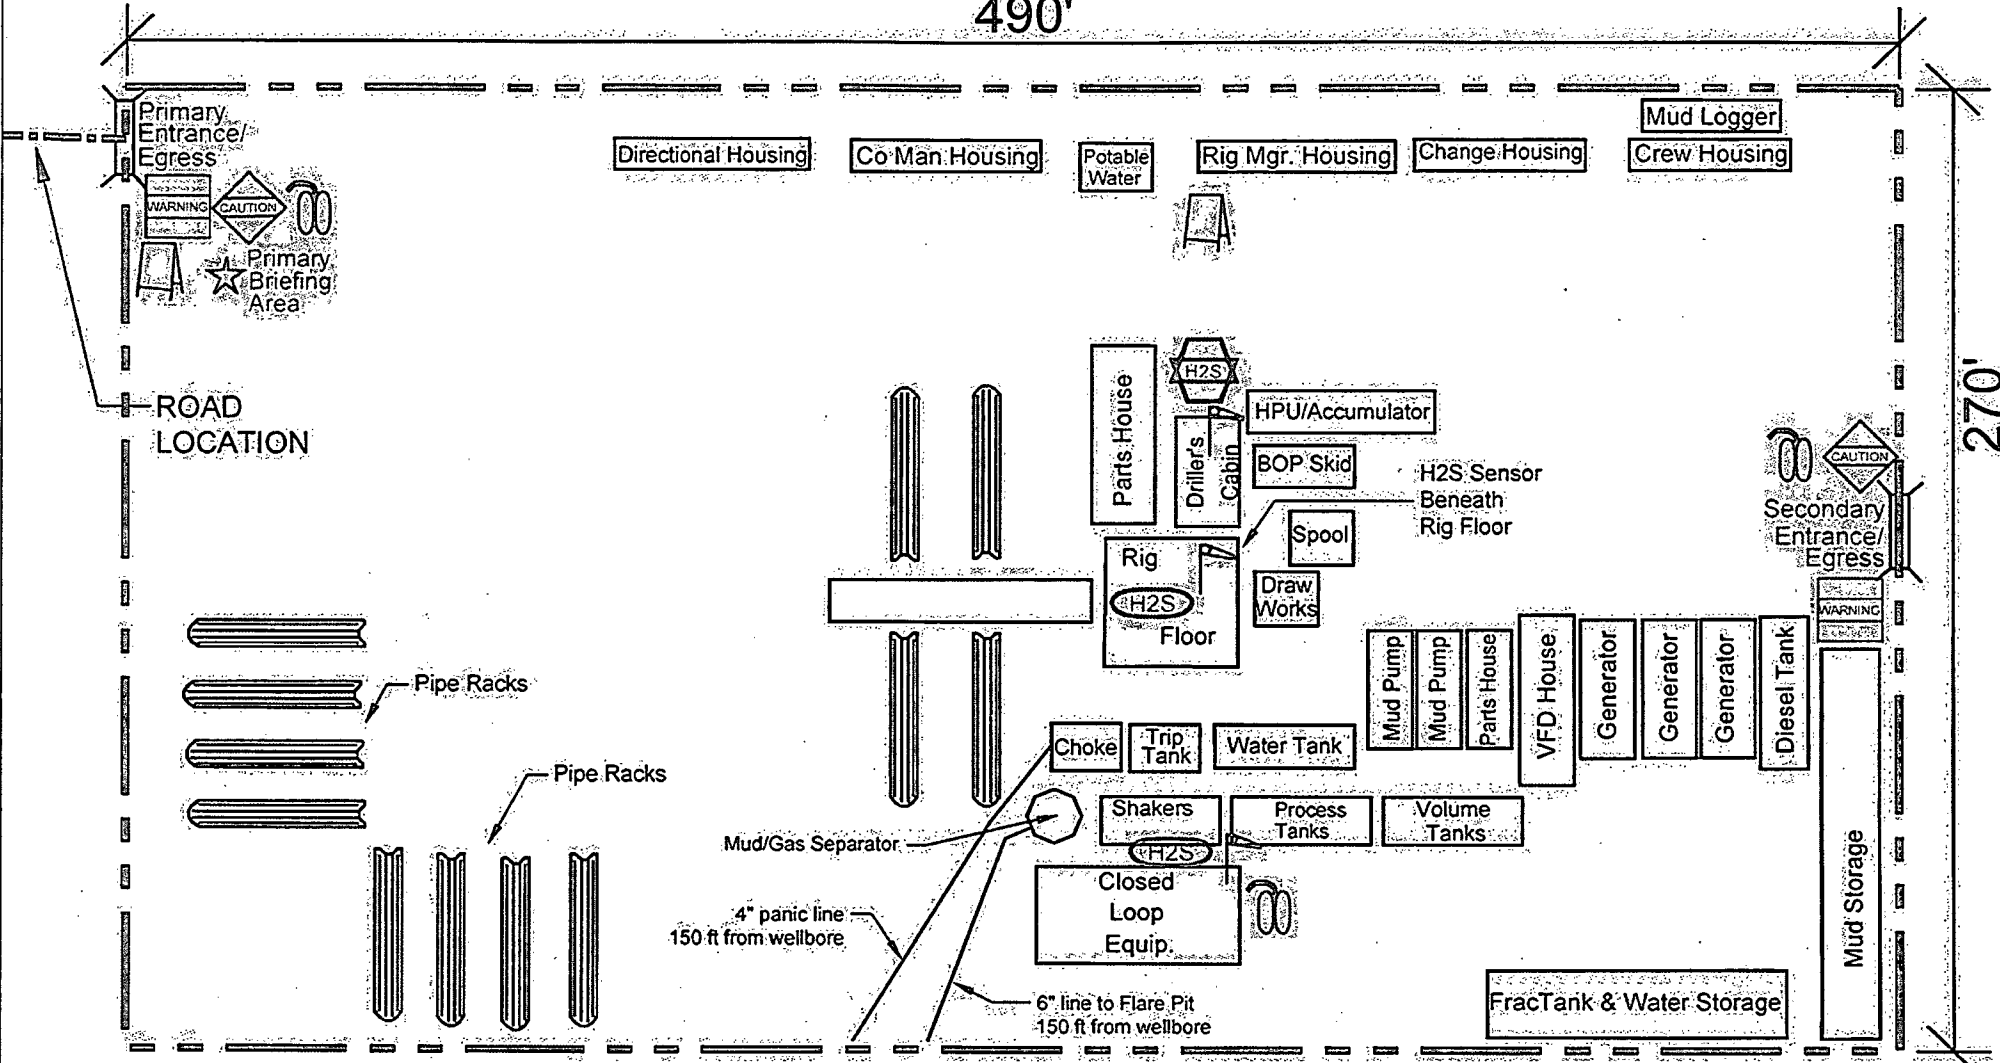 490'
Primary
Entrance/
Egress
Mud Logger
Directional Housing
Co Man Housing
Potable
Water
Rig Mgr. Housing
Change Housing
Crew Housing
WARNING
CAUTION
Primary
Briefing
Area
270'
ROAD
LOCATION
Parts House
H2S
Driller's
Cabin
HPU/Accumulator
BOP Skid
H2S Sensor
Beneath
Rig Floor
Spool
CAUTION
Secondary
Entrance/
Egress
WARNING
Rig
H2S
Floor
Draw
Works
Mud Pump
Mud Pump
Parts House
VFD House
Generator
Generator
Generator
Diesel Tank
Pipe Racks
Pipe Racks
Choke
Trip
Tank
Water Tank
Shakers
Process
Tanks
Volume
Tanks
Mud/Gas Separator
H2S
Closed
Loop
Equip.
4" panic line
150 ft from wellbore
6" line to Flare Pit
150 ft from wellbore
FracTank & Water Storage
Mud Storage